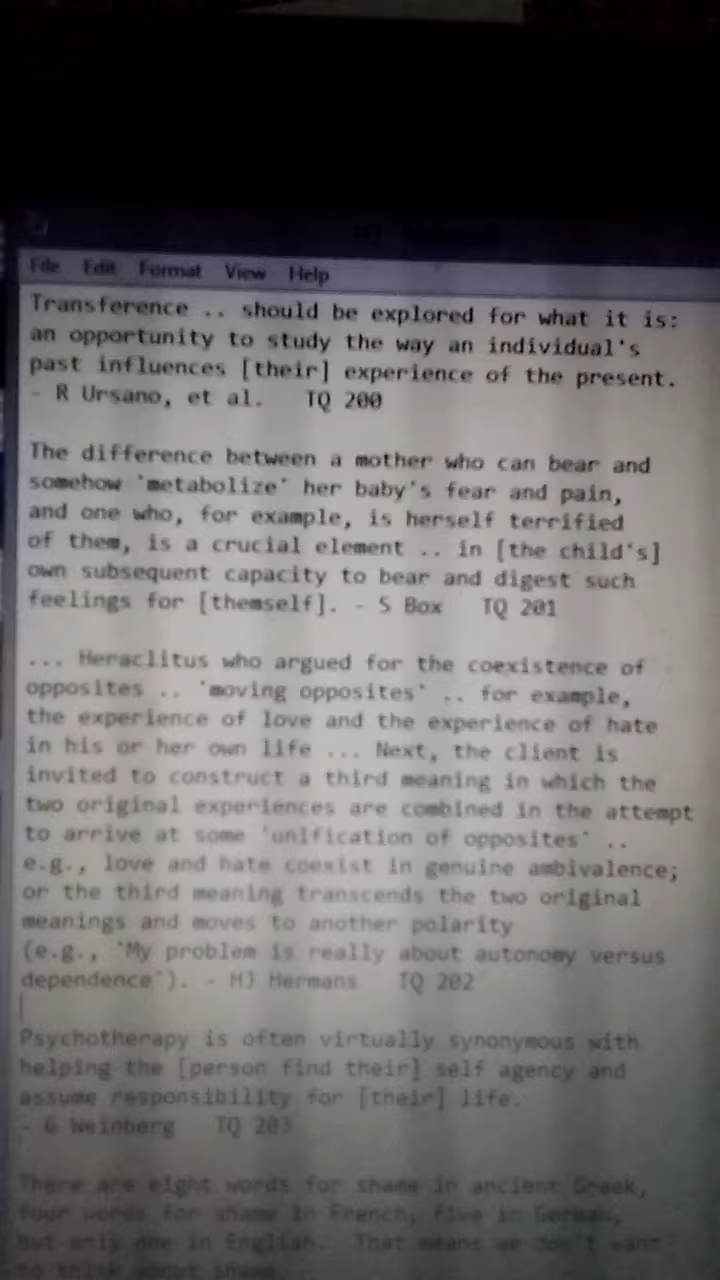 File Edit Format View Help
Transference .. should be explored for what it is:
an opportunity to study the way an individual's
past influences [their] experience of the present.
- R Ursano, et al. TQ 200
The difference between a mother who can bear and
somehow 'metabolize' her baby's fear and pain,
and one who, for example, is herself terrified
of them, is a crucial element .. in [the child's]
own subsequent capacity to bear and digest such
feelings for [themself]. - S Box TQ 201
... Heraclitus who argued for the coexistence of
opposites .. 'moving opposites' .. for example,
the experience of love and the experience of hate
in his or her own life ... Next, the client is
invited to construct a third meaning in which the
two original experiences are combined in the attempt
to arrive at some 'unification of opposites' ..
e.g., love and hate coexist in genuine ambivalence;
or the third meaning transcends the two original
meanings and moves to another polarity
(e.g., 'My problem is really about autonomy versus
dependence'). - HJ Hermans TQ 202
Psychotherapy is often virtually synonymous with
helping the [person find their] self agency and
assume responsibility for [their] life.
- G Weinberg TQ 203
There are eight words for shame in ancient Greek,
four words for shame in French, five in German,
but only one in English. That means we don't want
to think about shame